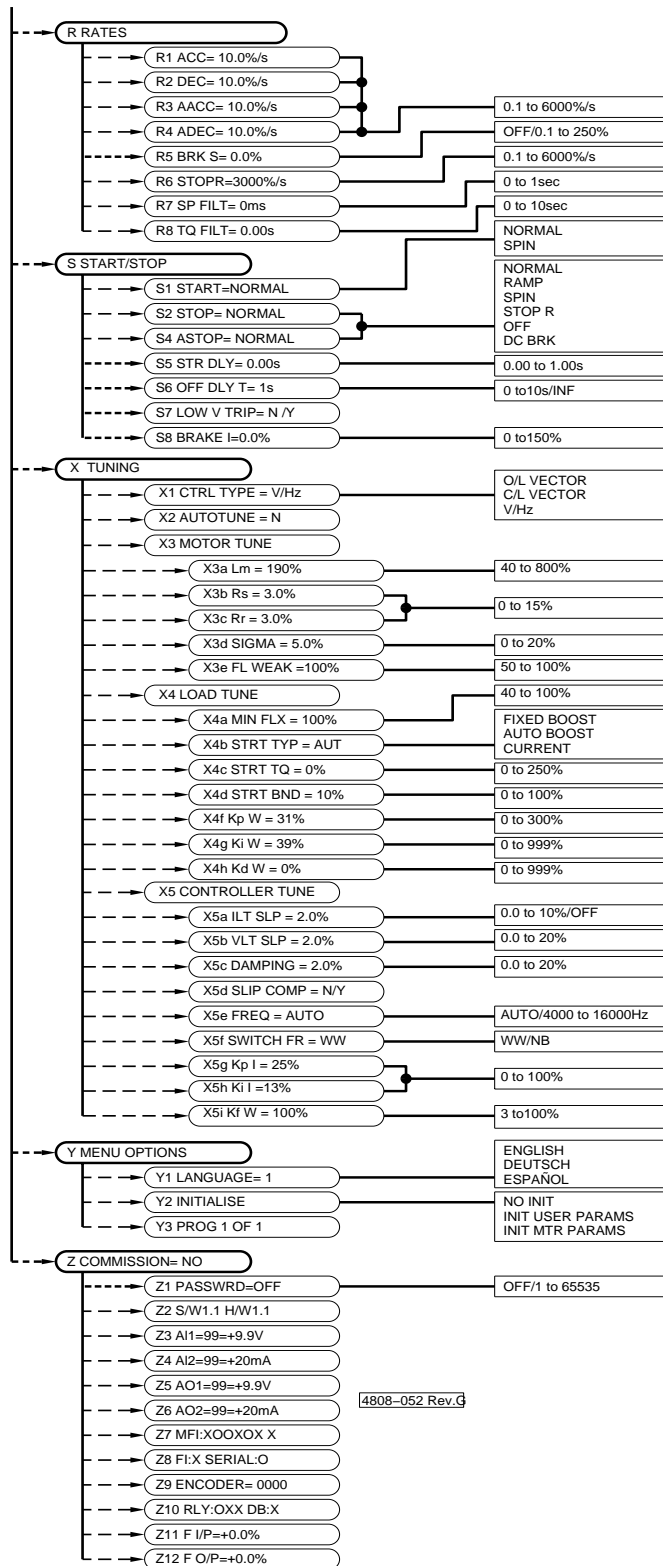 R RATES
R1 ACC= 10.0%/s
R2 DEC= 10.0%/s
R3 AACC= 10.0%/s
R4 ADEC= 10.0%/s
0.1 to 6000%/s
R5 BRK S= 0.0%
OFF/0.1 to 250%
R6 STOPR=3000%/s
0.1 to 6000%/s
R7 SP FILT= 0ms
0 to 1sec
R8 TQ FILT= 0.00s
0 to 10sec
S START/STOP
S1 START=NORMAL
NORMAL
SPIN
S2 STOP= NORMAL
S4 ASTOP= NORMAL
NORMAL
RAMP
SPIN
STOP R
OFF
DC BRK
S5 STR DLY= 0.00s
0.00 to 1.00s
S6 OFF DLY T= 1s
0 to10s/INF
S7 LOW V TRIP= N /Y
S8 BRAKE I=0.0%
0 to150%
X TUNING
X1 CTRL TYPE = V/Hz
O/L VECTOR
C/L VECTOR
V/Hz
X2 AUTOTUNE = N
X3 MOTOR TUNE
X3a Lm = 190%
40 to 800%
X3b Rs = 3.0%
X3c Rr = 3.0%
0 to 15%
X3d SIGMA = 5.0%
0 to 20%
X3e FL WEAK =100%
50 to 100%
X4 LOAD TUNE
X4a MIN FLX = 100%
40 to 100%
X4b STRT TYP = AUT
FIXED BOOST
AUTO BOOST
CURRENT
X4c STRT TQ = 0%
0 to 250%
X4d STRT BND = 10%
0 to 100%
X4f Kp W = 31%
0 to 300%
X4g Ki W = 39%
0 to 999%
X4h Kd W = 0%
0 to 999%
X5 CONTROLLER TUNE
X5a ILT SLP = 2.0%
0.0 to 10%/OFF
X5b VLT SLP = 2.0%
0.0 to 20%
X5c DAMPING = 2.0%
0.0 to 20%
X5d SLIP COMP = N/Y
X5e FREQ = AUTO
AUTO/4000 to 16000Hz
X5f SWITCH FR = WW
WW/NB
X5g Kp I = 25%
X5h Ki I =13%
0 to 100%
X5i Kf W = 100%
3 to100%
Y MENU OPTIONS
Y1 LANGUAGE= 1
ENGLISH
DEUTSCH
ESPAÑOL
Y2 INITIALISE
NO INIT
INIT USER PARAMS
INIT MTR PARAMS
Y3 PROG 1 OF 1
Z COMMISSION= NO
Z1 PASSWRD=OFF
OFF/1 to 65535
Z2 S/W1.1 H/W1.1
Z3 AI1=99=+9.9V
Z4 AI2=99=+20mA
Z5 AO1=99=+9.9V
Z6 AO2=99=+20mA
4808–052 Rev.G
Z7 MFI:XOOXOX X
Z8 FI:X SERIAL:O
Z9 ENCODER= 0000
Z10 RLY:OXX DB:X
Z11 F I/P=+0.0%
Z12 F O/P=+0.0%